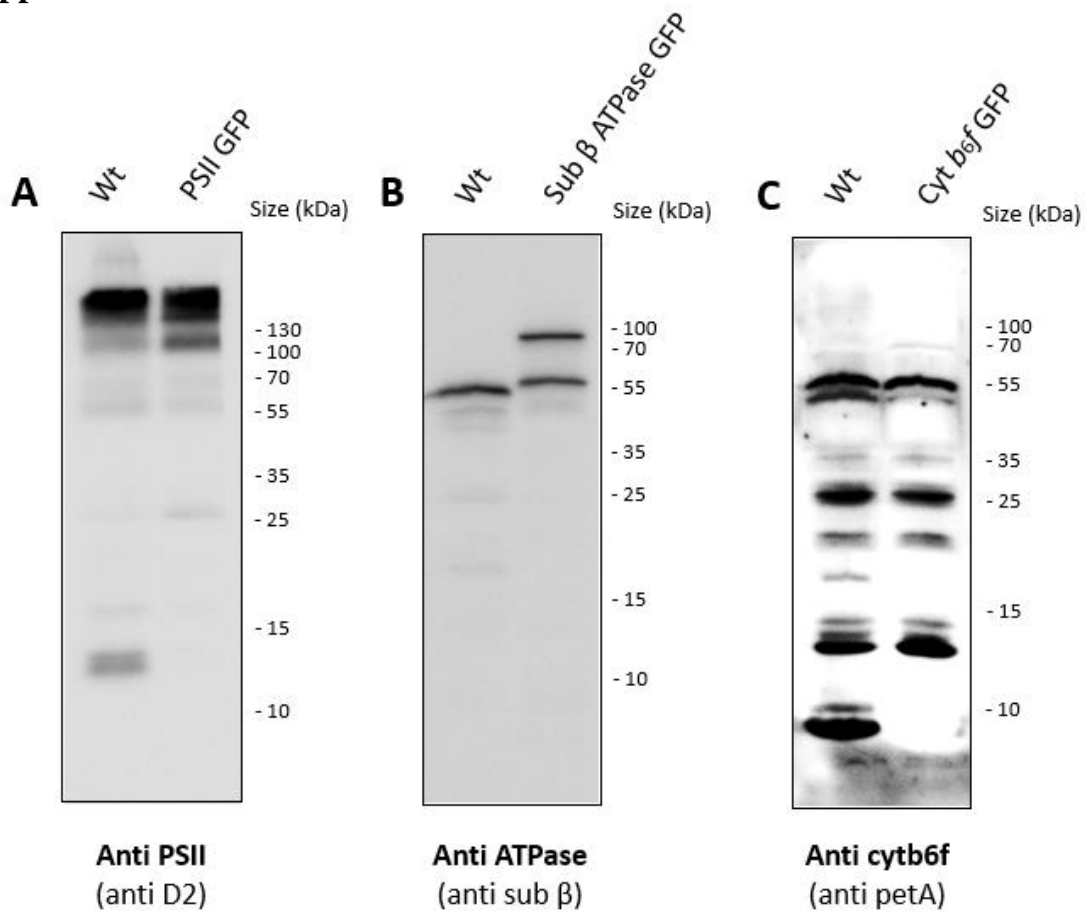 A
Wt
PSII GFP
Size (kDa)
- 130
- 100
- 70
- 55
- 35
- 25
- 15
- 10
Anti PSII
(anti D2)
B
Wt
Sub β ATPase GFP
Size (kDa)
- 100
- 70
- 55
- 35
- 25
- 15
- 10
Anti ATPase
(anti sub β)
C
Wt
Cyt b₆f GFP
Size (kDa)
- 100
- 70
- 55
- 35
- 25
- 15
- 10
Anti cytb6f
(anti petA)